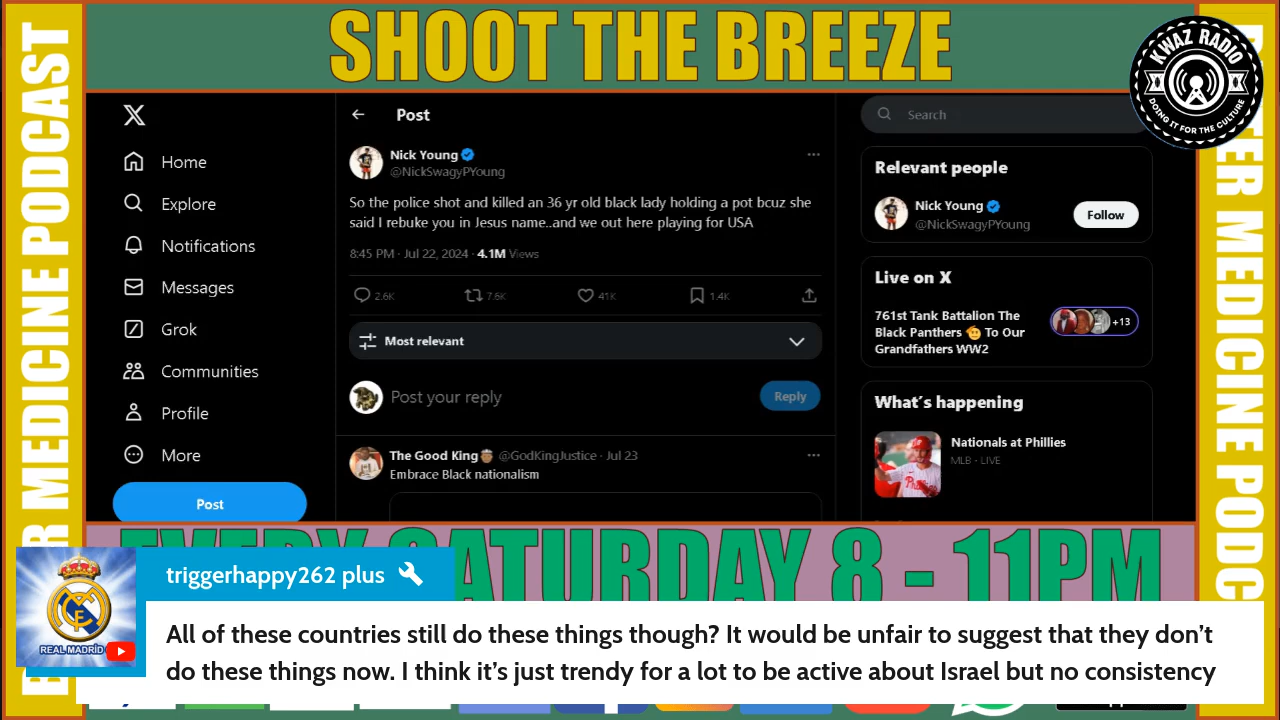 SHOOT THE BREEZE
KWAZ RADIO
DOING IT FOR THE CULTURE
MEDICINE PODCAST
MEDICINE
Home
Explore
Notifications
Messages
Grok
Communities
Profile
More
Post
Post
Nick Young
@NickSwagyPYoung
So the police shot and killed an 36 yr old black lady holding a pot bcuz she
said I rebuke you in Jesus name..and we out here playing for USA
8:45 PM · Jul 22, 2024 · 4.1M Views
2.6K 7.6K 41K 1.4K
Most relevant
Post your reply
Reply
The Good King @GodKingJustice · Jul 23
Embrace Black nationalism
Search
Relevant people
Nick Young
@NickSwagyPYoung
Follow
Live on X
761st Tank Battalion The
Black Panthers To Our
Grandfathers WW2
+13
What's happening
Nationals at Phillies
MLB · LIVE
EVERY SATURDAY 8 - 11PM
REAL MADRID
triggerhappy262 plus
All of these countries still do these things though? It would be unfair to suggest that they don't
do these things now. I think it's just trendy for a lot to be active about Israel but no consistency